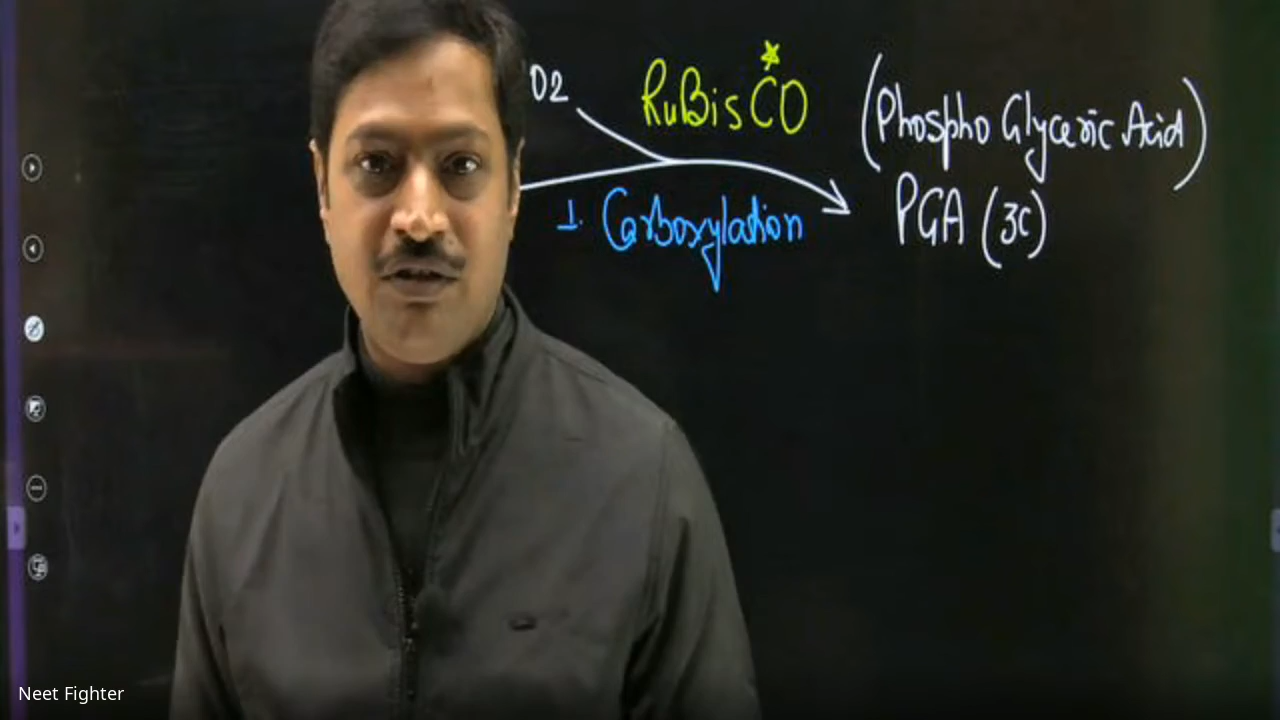 O2 RuBisCO (Phospho Glyceric Acid)
1. Carboxylation PGA (3C)
Neet Fighter